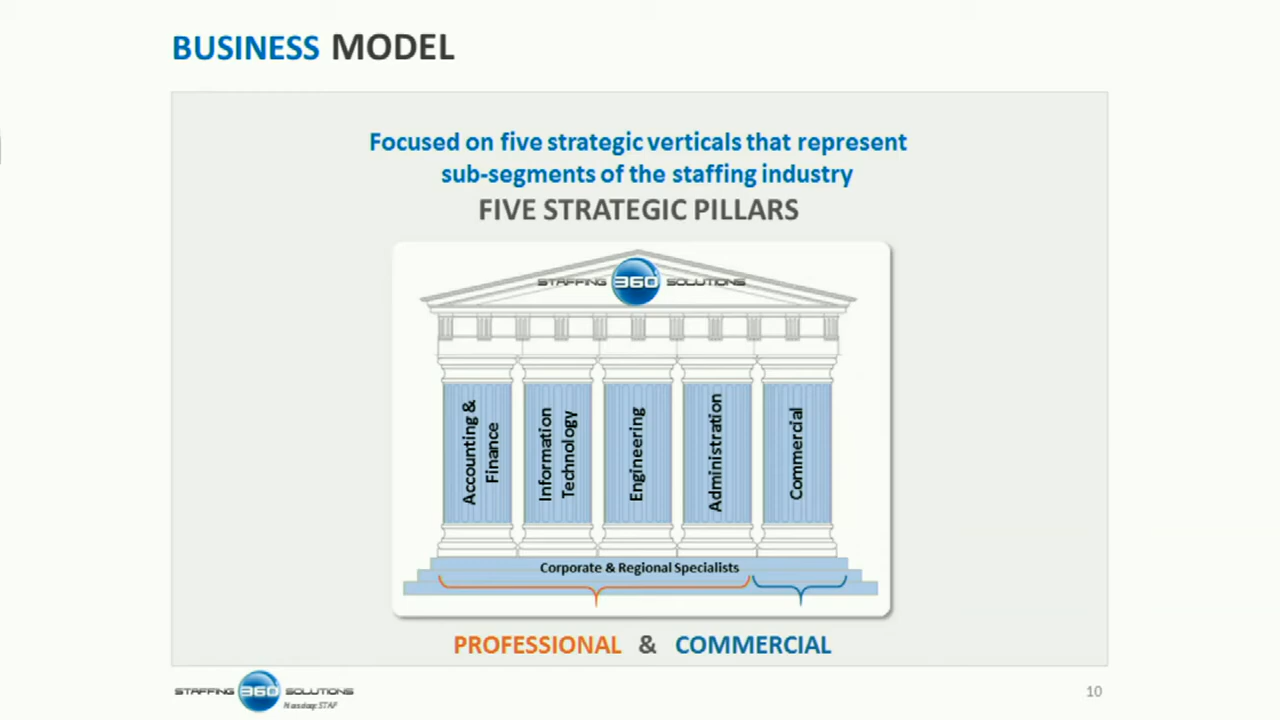 BUSINESS MODEL
Focused on five strategic verticals that represent
sub-segments of the staffing industry
FIVE STRATEGIC PILLARS
STAFFING 360° SOLUTIONS
Accounting &
Finance
Information
Technology
Engineering
Administration
Commercial
Corporate & Regional Specialists
PROFESSIONAL & COMMERCIAL
STAFFING 360° SOLUTIONS
Nasdaq: STAF
10